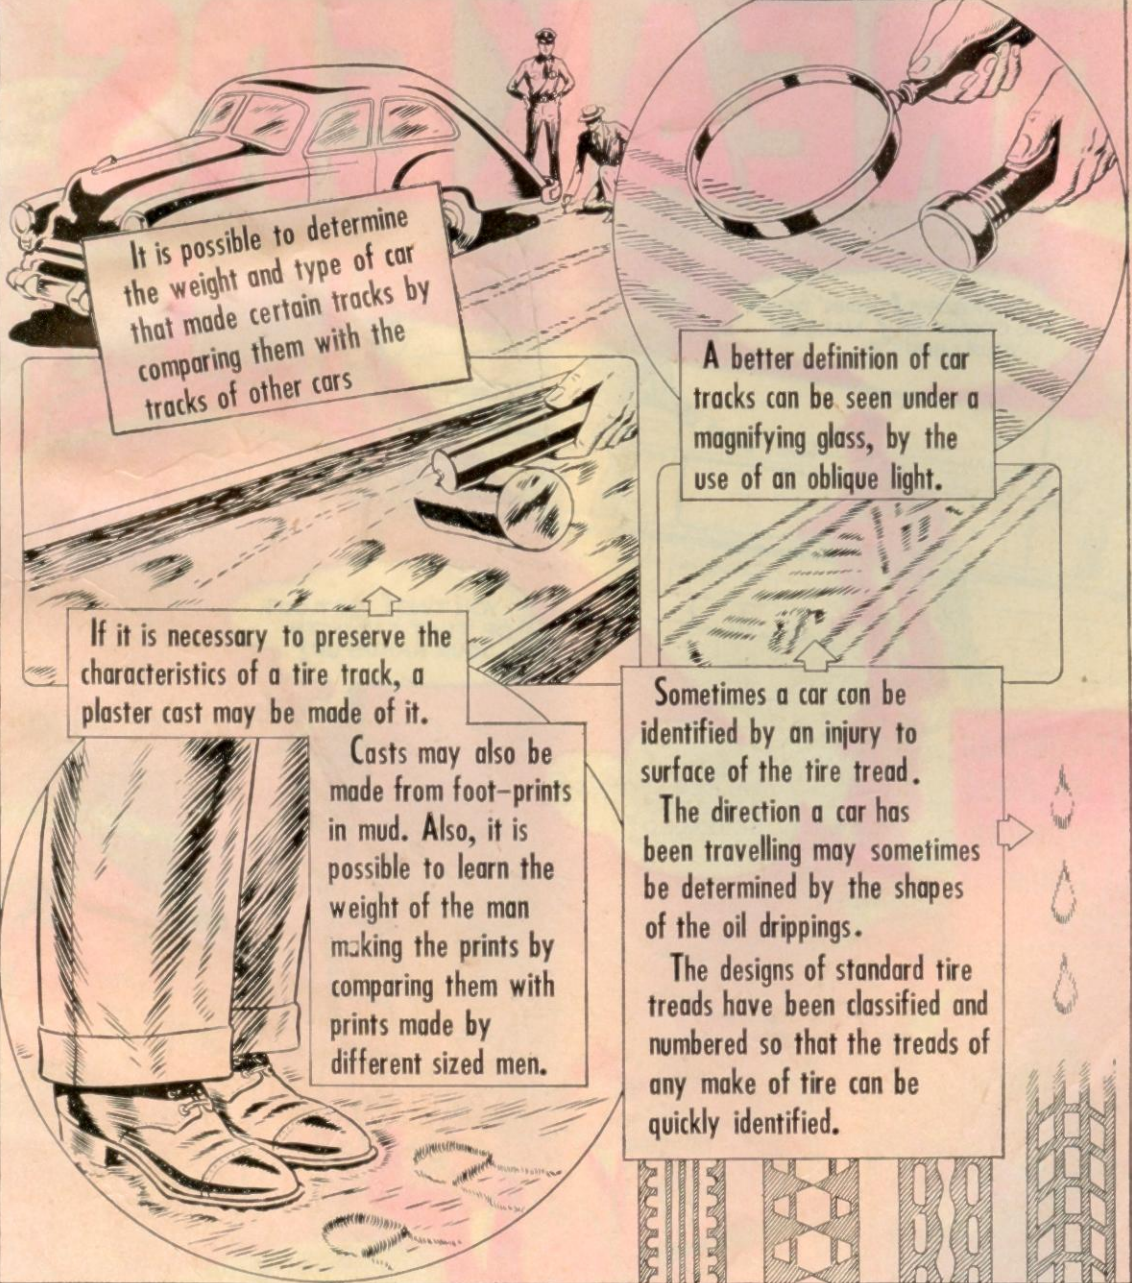 It is possible to determine
the weight and type of car
that made certain tracks by
comparing them with the
tracks of other cars
A better definition of car
tracks can be seen under a
magnifying glass, by the
use of an oblique light.
If it is necessary to preserve the
characteristics of a tire track, a
plaster cast may be made of it.
Casts may also be
made from foot-prints
in mud. Also, it is
possible to learn the
weight of the man
making the prints by
comparing them with
prints made by
different sized men.
Sometimes a car can be
identified by an injury to
surface of the tire tread.
The direction a car has
been travelling may sometimes
be determined by the shapes
of the oil drippings.
The designs of standard tire
treads have been classified and
numbered so that the treads of
any make of tire can be
quickly identified.